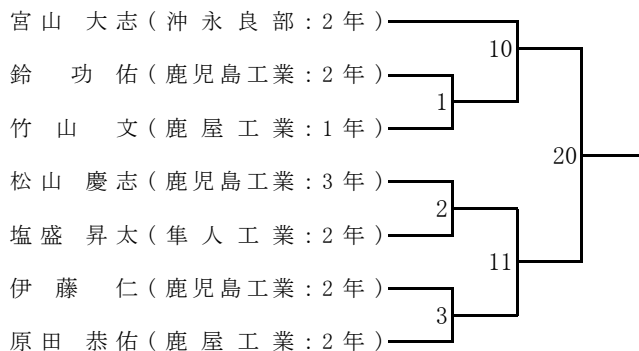 宮山 大志(沖永良部:2年)
10
鈴 功佑(鹿児島工業:2年)
1
竹山 文(鹿屋工業:1年)
20
松山 慶志(鹿児島工業:3年)
2
塩盛 昇太(隼人工業:2年)
11
伊藤 仁(鹿児島工業:2年)
3
原田 恭佑(鹿屋工業:2年)